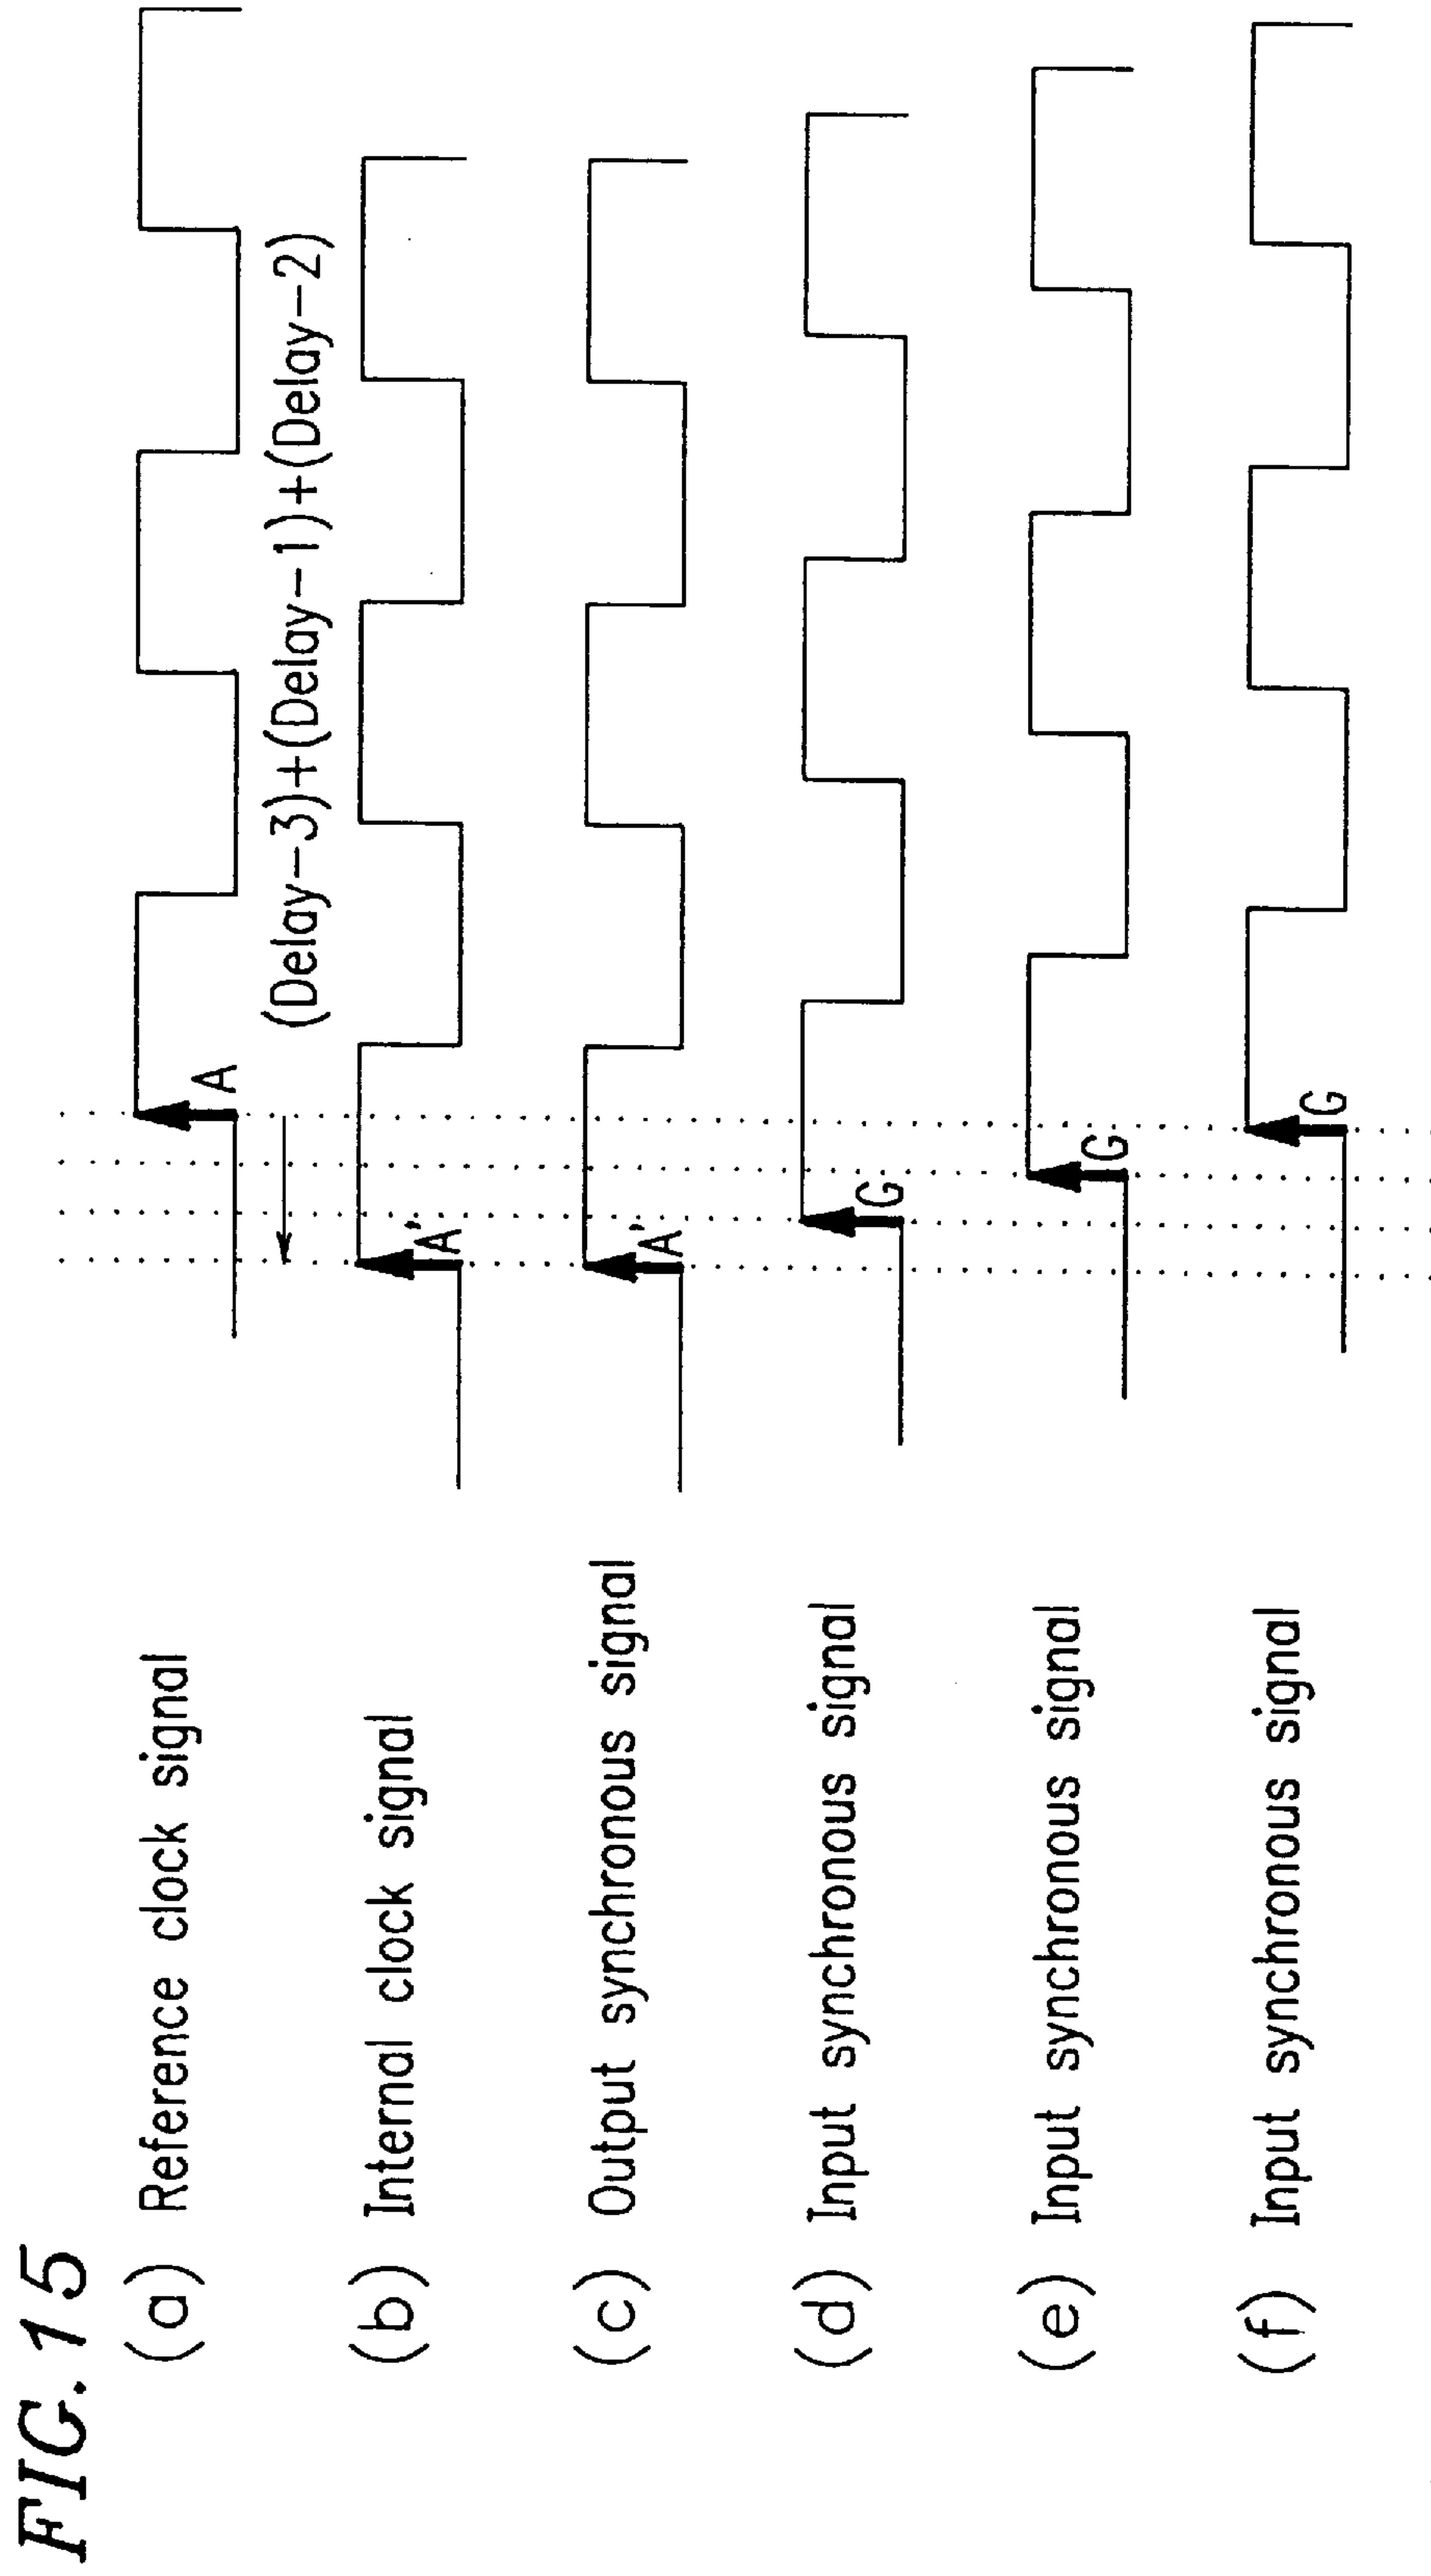 FIG.15
(a) Reference clock signal
A
(Delay-3)+(Delay-1)+(Delay-2)
(b) Internal clock signal
A'
(c) Output synchronous signal
A'
(d) Input synchronous signal
G
(e) Input synchronous signal
G
(f) Input synchronous signal
G